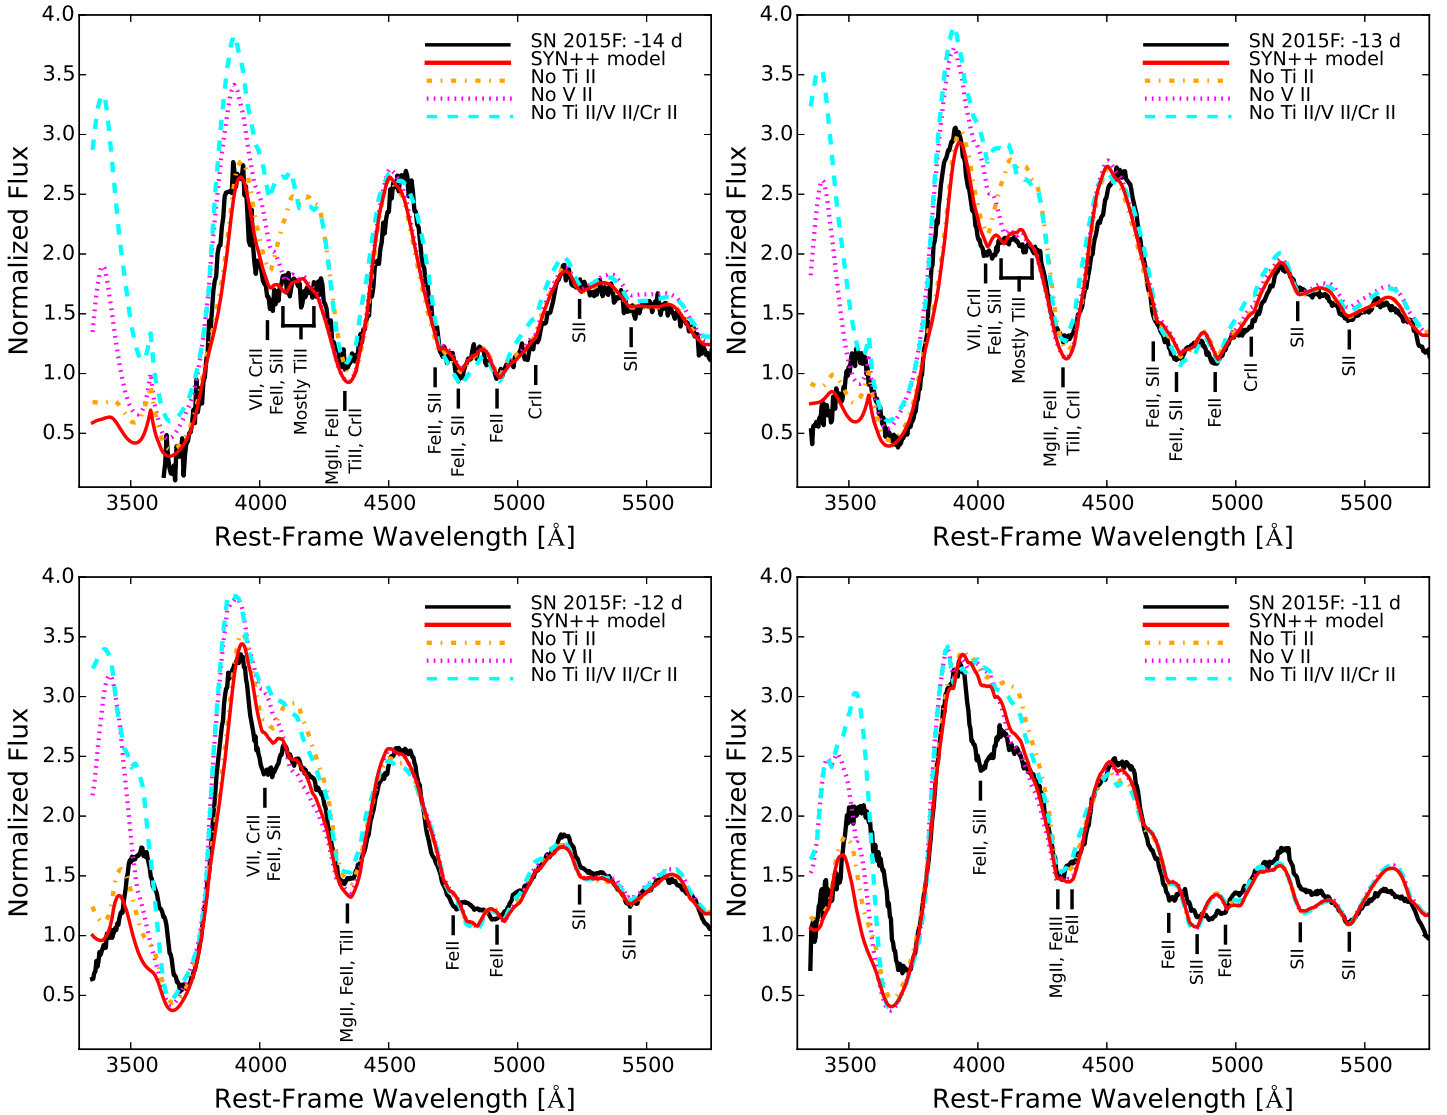 4.0
3.5
3.0
2.5
2.0
1.5
1.0
0.5
Normalized Flux
SN 2015F: -14 d
SYN++ model
No Ti II
No V II
No Ti II/V II/Cr II
VII, CrII
FeII, SiII
Mostly TiII
MgII, FeII
TiII, CrII
FeII, SII
FeII, SII
FeII
CrII
SII
SII
3500 4000 4500 5000 5500
Rest-Frame Wavelength [Å]
4.0
3.5
3.0
2.5
2.0
1.5
1.0
0.5
Normalized Flux
SN 2015F: -13 d
SYN++ model
No Ti II
No V II
No Ti II/V II/Cr II
VII, CrII
FeII, SiII
Mostly TiII
MgII, FeII
TiII, CrII
FeII, SII
FeII, SII
FeII
CrII
SII
SII
3500 4000 4500 5000 5500
Rest-Frame Wavelength [Å]
4.0
3.5
3.0
2.5
2.0
1.5
1.0
0.5
Normalized Flux
SN 2015F: -12 d
SYN++ model
No Ti II
No V II
No Ti II/V II/Cr II
VII, CrII
FeII, SiII
MgII, FeII, TiII
FeII
FeII
SII
SII
3500 4000 4500 5000 5500
Rest-Frame Wavelength [Å]
4.0
3.5
3.0
2.5
2.0
1.5
1.0
0.5
Normalized Flux
SN 2015F: -11 d
SYN++ model
No Ti II
No V II
No Ti II/V II/Cr II
FeII, SiII
MgII, FeIII
FeII
FeII
SiII
FeII
SII
SII
3500 4000 4500 5000 5500
Rest-Frame Wavelength [Å]